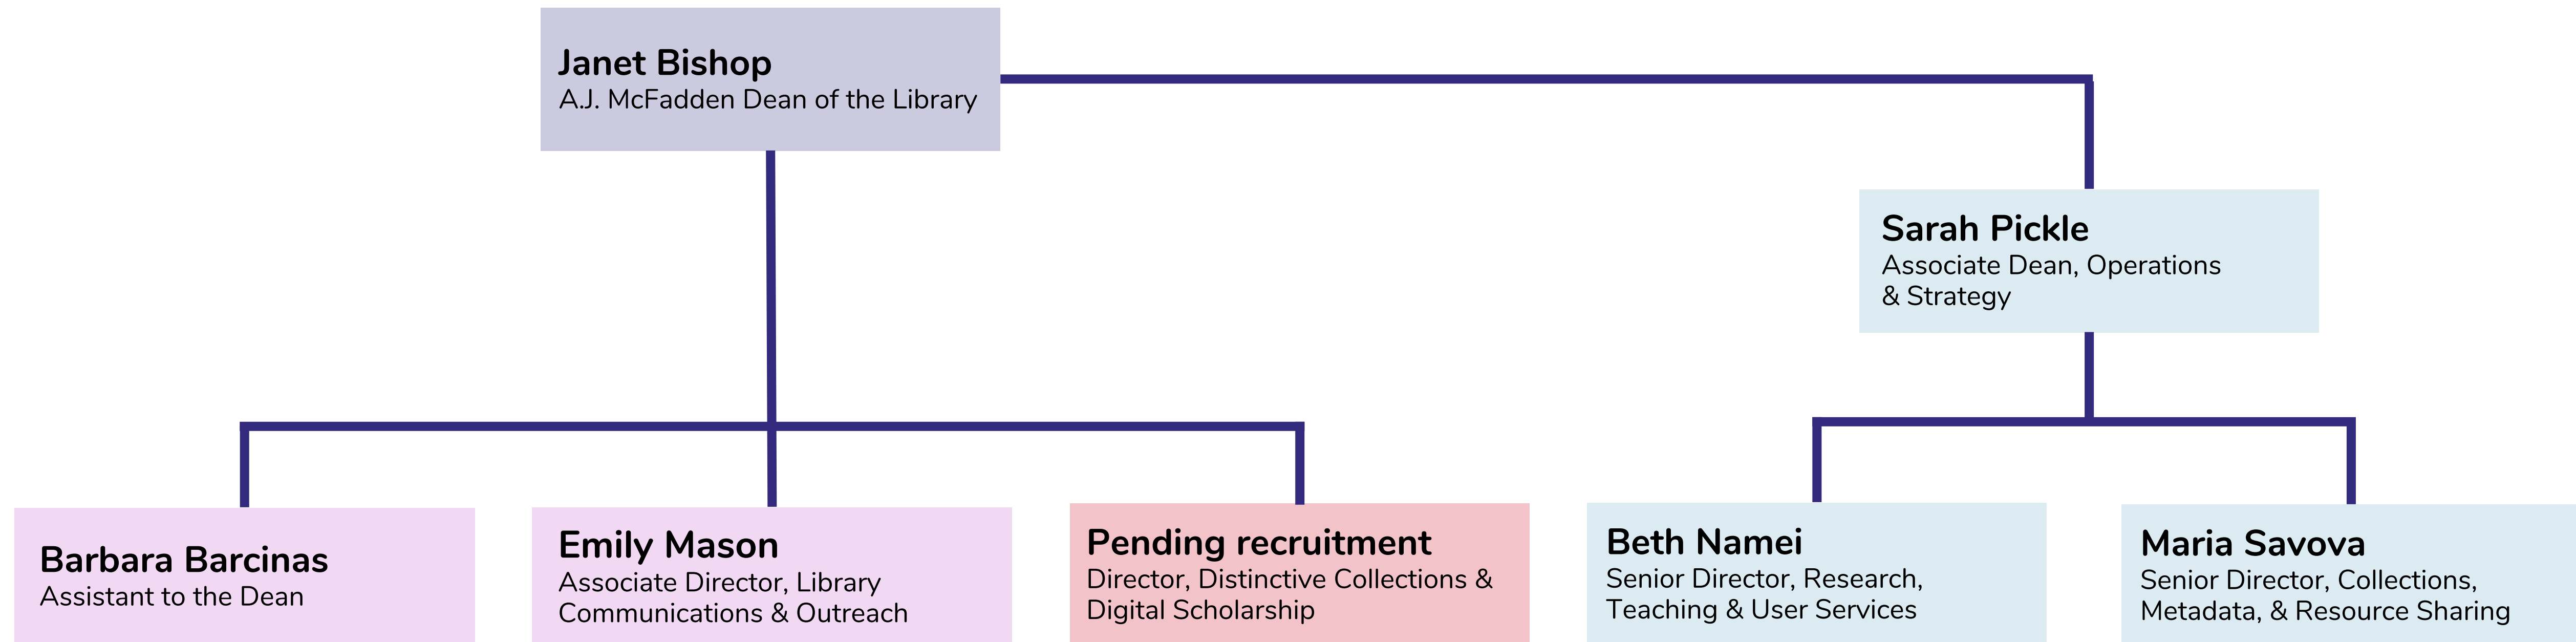 Janet Bishop
A.J. McFadden Dean of the Library
Sarah Pickle
Associate Dean, Operations
& Strategy
Barbara Barcinas
Assistant to the Dean
Emily Mason
Associate Director, Library
Communications & Outreach
Pending recruitment
Director, Distinctive Collections &
Digital Scholarship
Beth Namei
Senior Director, Research,
Teaching & User Services
Maria Savova
Senior Director, Collections,
Metadata, & Resource Sharing